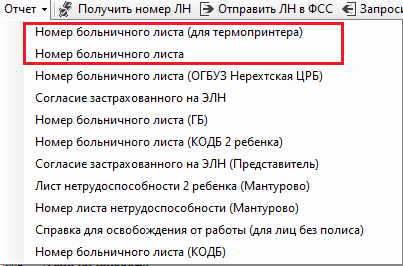 Отчет Получить номер ЛН Отправить ЛН в ФСС Запроси
Номер больничного листа (для термопринтера)
Номер больничного листа
Номер больничного листа (ОГБУЗ Нерехтская ЦРБ)
Согласие застрахованного на ЭЛН
Номер больничного листа (ГБ)
Номер больничного листа (КОДБ 2 ребенка)
Согласие застрахованного на ЭЛН (Представитель)
Лист нетрудоспособности 2 ребенка (Мантурово)
Номер листа нетрудоспособности (Мантурово)
Справка для освобождения от работы (для лиц без полиса)
Номер больничного листа (КОДБ)